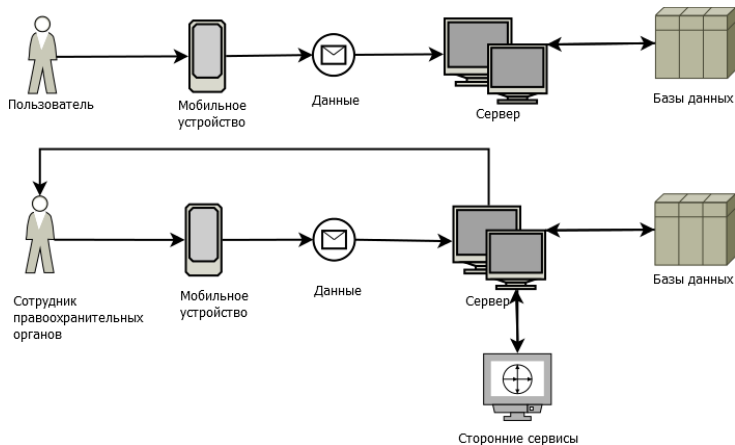 Пользователь
Мобильное
устройство
Данные
Сервер
Базы данных
Сотрудник
правоохранительных
органов
Мобильное
устройство
Данные
Сервер
Базы данных
Сторонние сервисы